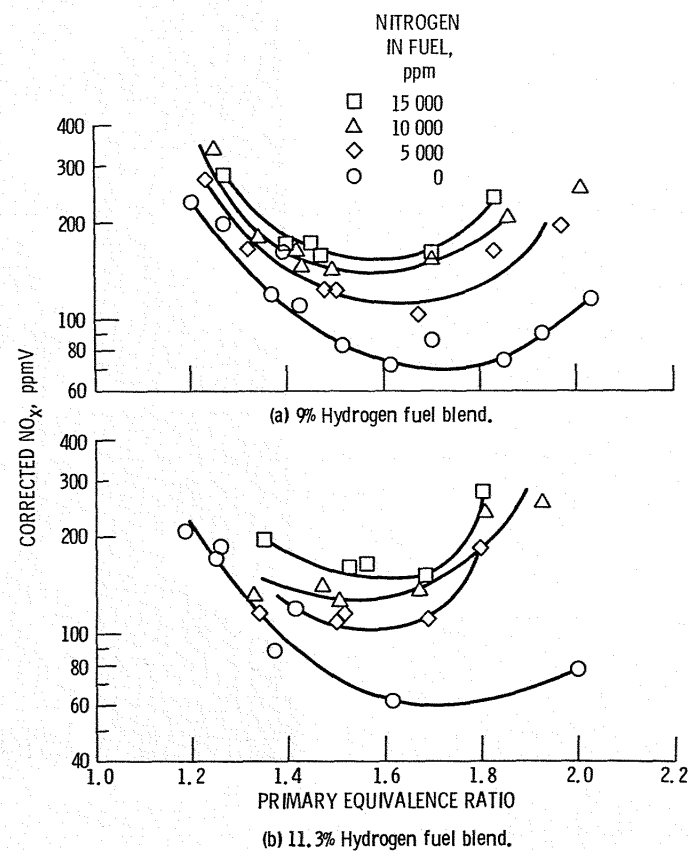 NITROGEN
IN FUEL,
ppm
15 000
10 000
5 000
0
400
300
200
100
80
60
(a) 9% Hydrogen fuel blend.
CORRECTED NOX, ppmV
400
300
200
100
80
60
40
1.0 1.2 1.4 1.6 1.8 2.0 2.2
PRIMARY EQUIVALENCE RATIO
(b) 11.3% Hydrogen fuel blend.